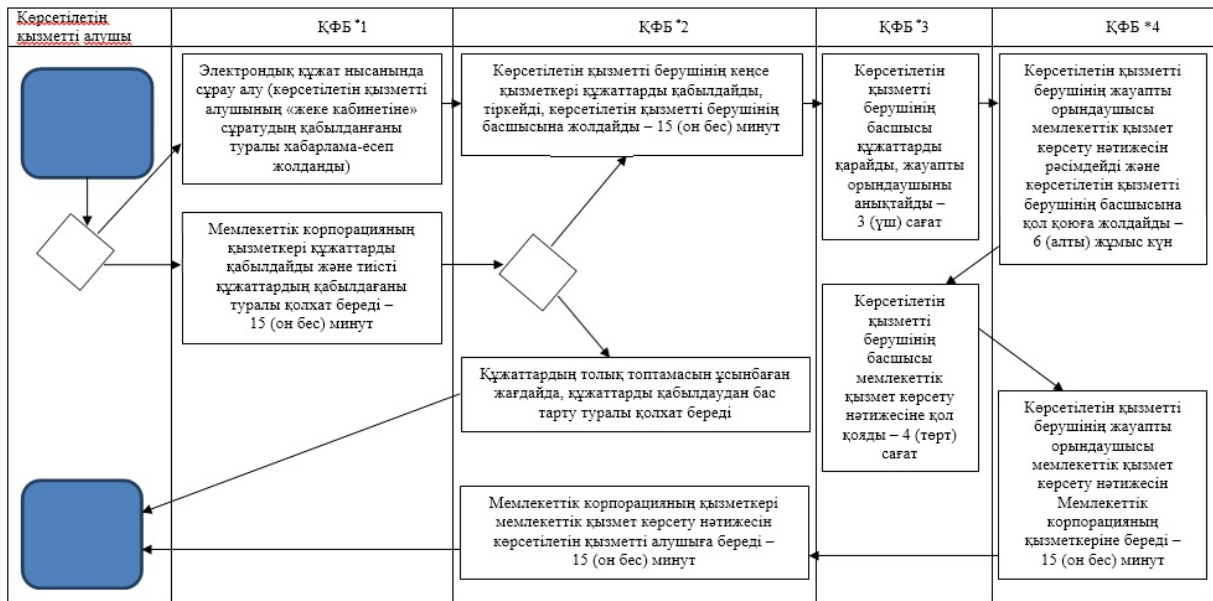 Көрсетілетін
қызметті алушы
ҚФБ *1
ҚФБ *2
ҚФБ *3
ҚФБ *4
Электрондық құжат нысанында
сұрау алу (көрсетілетін қызметті
алушының «жеке кабинетіне»
сұратудың қабылданғаны
туралы хабарлама-есеп
жолданды)
Мемлекеттік корпорацияның
қызметкері құжаттарды
қабылдайды және тиісті
құжаттардың қабылдағаны
туралы қолхат береді –
15 (он бес) минут
Көрсетілетін қызметті берушінің кеңсе
қызметкері құжаттарды қабылдайды,
тіркейді, көрсетілетін қызметті берушінің
басшысына жолдайды – 15 (он бес) минут
Құжаттардың толық топтамасын ұсынбаған
жағдайда, құжаттарды қабылдаудан бас
тарту туралы қолхат береді
Мемлекеттік корпорацияның қызметкері
мемлекеттік қызмет көрсету нәтижесін
көрсетілетін қызметті алушыға береді –
15 (он бес) минут
Көрсетілетін
қызметті
берушінің
басшысы
құжаттарды
қарайды, жауапты
орындаушыны
анықтайды –
3 (үш) сағат
Көрсетілетін
қызметті
берушінің
басшысы
мемлекеттік
қызмет көрсету
нәтижесіне қол
қояды – 4 (төрт)
сағат
Көрсетілетін қызметті
берушінің жауапты
орындаушысы
мемлекеттік қызмет
көрсету нәтижесін
рәсімдейді және
көрсетілетін қызметті
берушінің басшысына
қол қоюға жолдайды –
6 (алты) жұмыс күн
Көрсетілетін қызметті
берушінің жауапты
орындаушысы
мемлекеттік қызмет
көрсету нәтижесін
Мемлекеттік
корпорацияның
қызметкеріне береді –
15 (он бес) минут